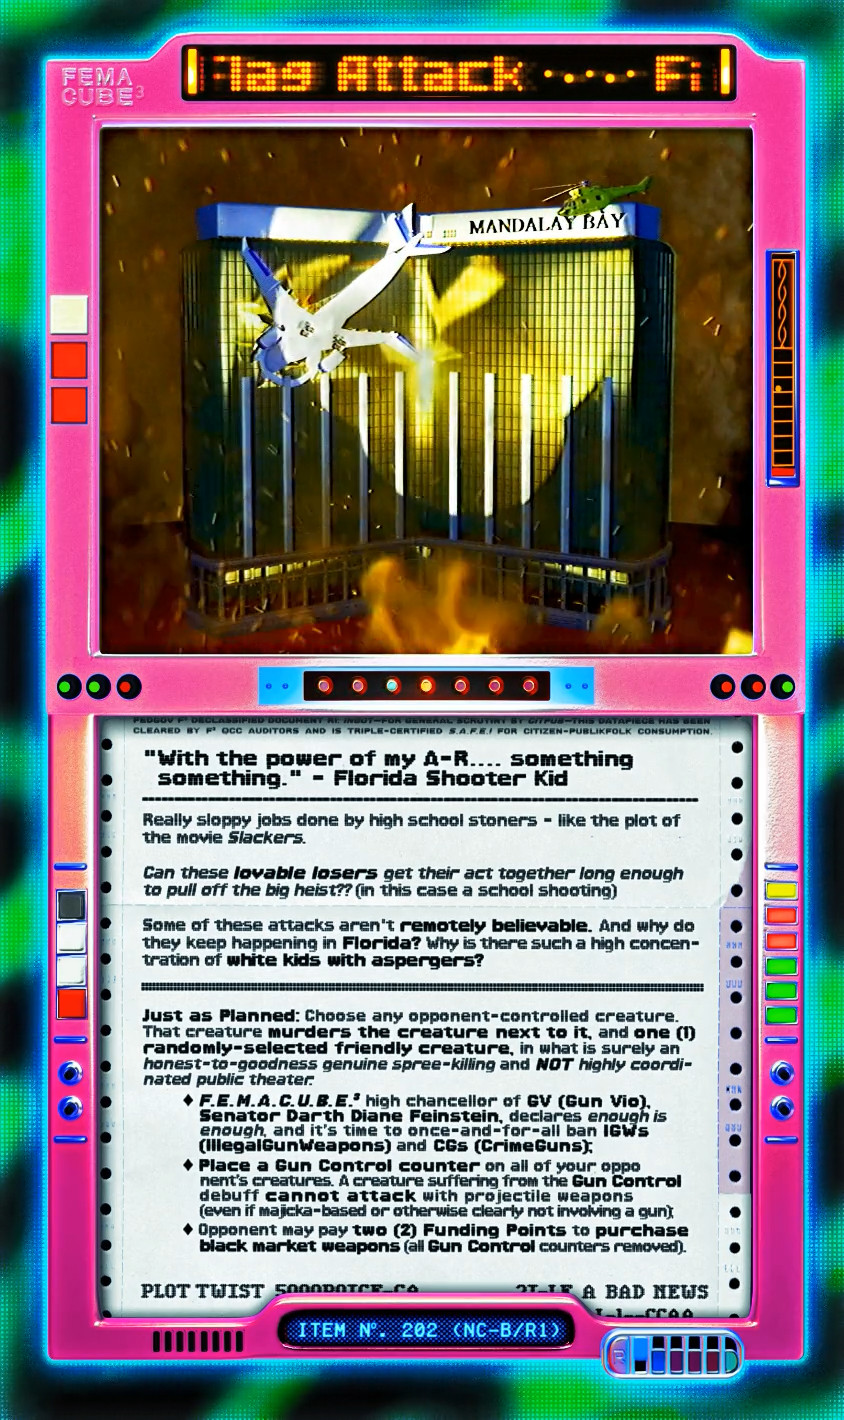 FEMA
CUBE³
Flag Attack ····· Fi
MANDALAY BAY
PEDGOV F³ DECLASSIFIED DOCUMENT R1: INOUT—FOR GENERAL SCRUTINY BY CITPUB—THIS DATAPIECE HAS BEEN
CLEARED BY F³ OCC AUDITORS AND IS TRIPLE-CERTIFIED S.A.F.E.! FOR CITIZEN-PUBLIKFOLK CONSUMPTION.
"With the power of my A-R.... something
something." - Florida Shooter Kid
Really sloppy jobs done by high school stoners - like the plot of
the movie Slackers.
Can these lovable losers get their act together long enough
to pull off the big heist?? (in this case a school shooting)
Some of these attacks aren't remotely believable. And why do
they keep happening in Florida? Why is there such a high concen-
tration of white kids with aspergers?
Just as Planned: Choose any opponent-controlled creature.
That creature murders the creature next to it, and one (1)
randomly-selected friendly creature, in what is surely an
honest-to-goodness genuine spree-killing and NOT highly coordi-
nated public theater:
♦ F.E.M.A.C.U.B.E.³ high chancellor of GV (Gun Vio),
Senator Darth Diane Feinstein, declares enough is
enough, and it's time to once-and-for-all ban IGWs
(IllegalGunWeapons) and CGs (CrimeGuns);
♦ Place a Gun Control counter on all of your oppo
nent's creatures. A creature suffering from the Gun Control
debuff cannot attack with projectile weapons
(even if majicka-based or otherwise clearly not involving a gun);
♦ Opponent may pay two (2) Funding Points to purchase
black market weapons (all Gun Control counters removed).
PLOT TWIST A BAD NEWS
ITEM Nº. 202 (NC-B/R1)